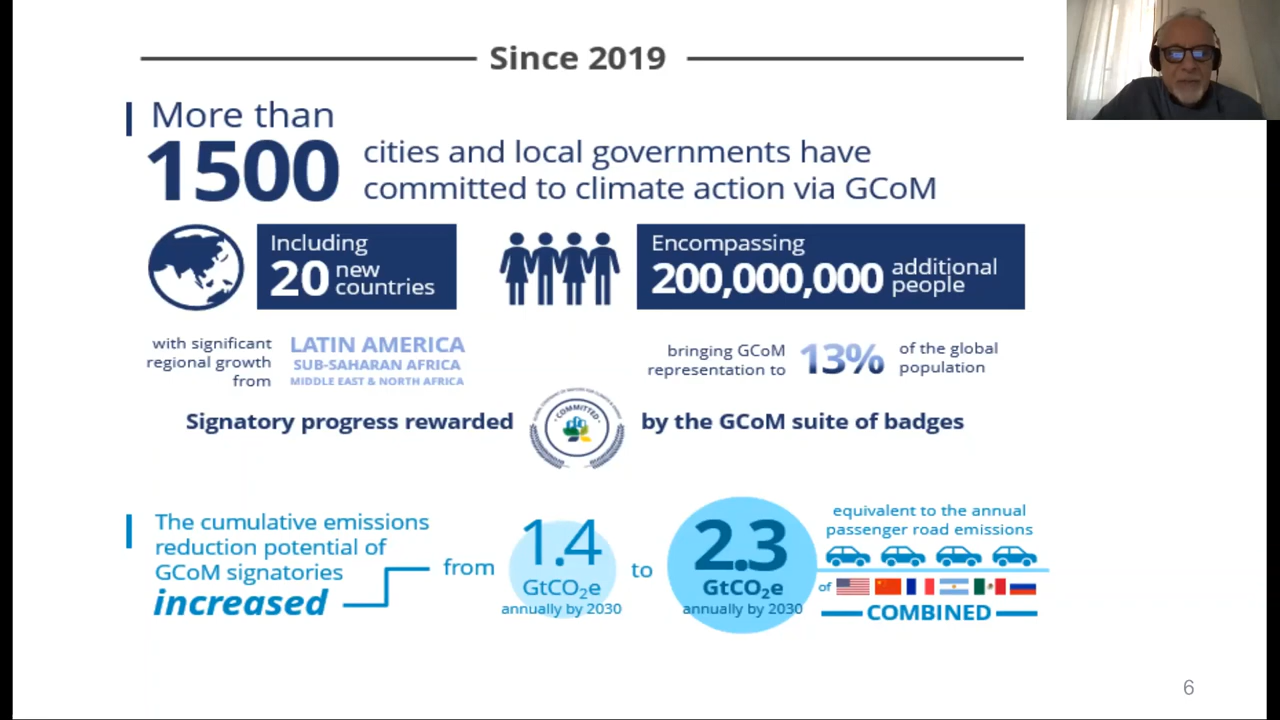 Since 2019
More than
1500
cities and local governments have
committed to climate action via GCoM
Including
20 new
countries
Encompassing
200,000,000 additional
people
with significant
regional growth
from
LATIN AMERICA
SUB-SAHARAN AFRICA
MIDDLE EAST & NORTH AFRICA
bringing GCoM
representation to
13%
of the global
population
Signatory progress rewarded
COMMITTED
by the GCoM suite of badges
The cumulative emissions
reduction potential of
GCoM signatories
increased
from
1.4
GtCO₂e
annually by 2030
to
2.3
GtCO₂e
annually by 2030
equivalent to the annual
passenger road emissions
of
COMBINED
6